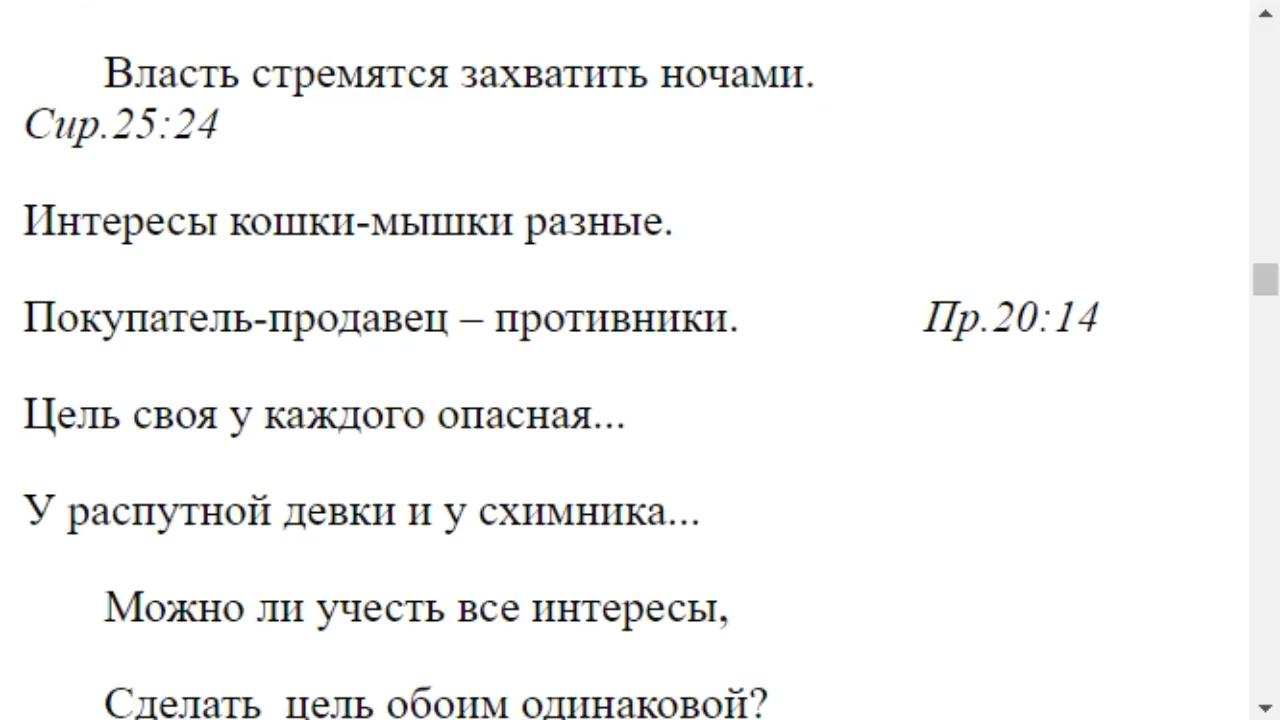 Власть стремятся захватить ночами.
Сир.25:24
Интересы кошки-мышки разные.
Покупатель-продавец – противники. Пр.20:14
Цель своя у каждого опасная...
У распутной девки и у схимника...
Можно ли учесть все интересы,
Сделать  цель обоим одинаковой?